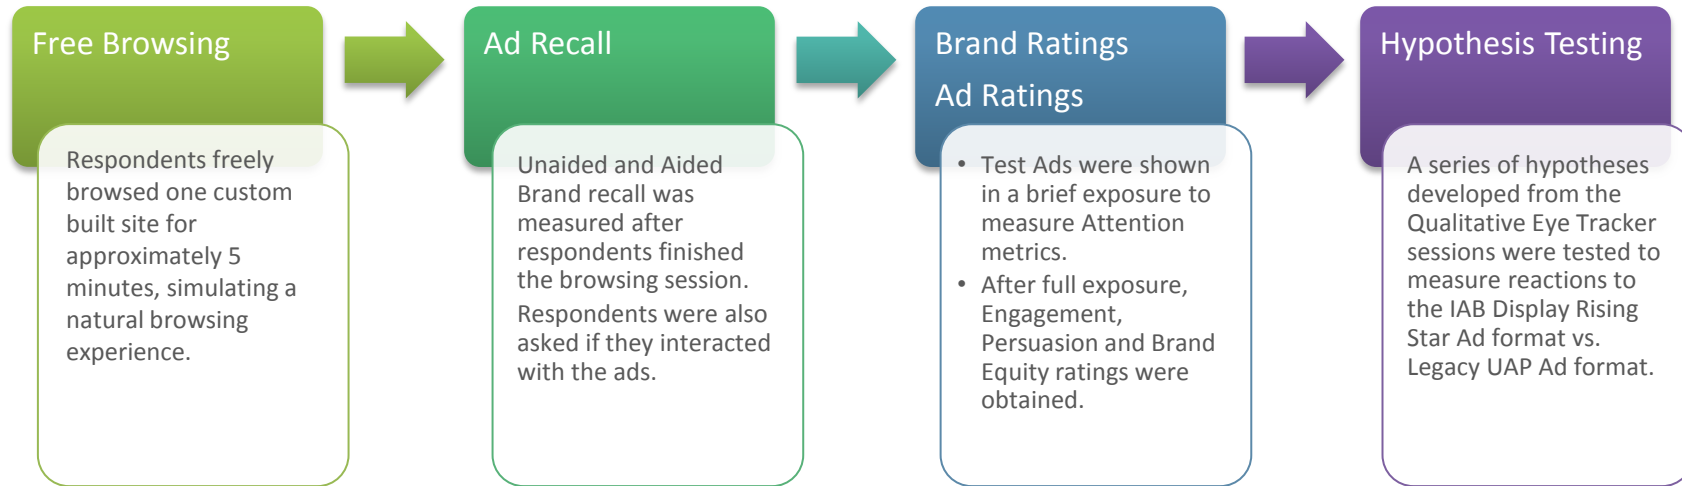 Free Browsing
Respondents freely
browsed one custom
built site for
approximately 5
minutes, simulating a
natural browsing
experience.
Ad Recall
Unaided and Aided
Brand recall was
measured after
respondents finished
the browsing session.
Respondents were also
asked if they interacted
with the ads.
Brand Ratings
Ad Ratings
• Test Ads were shown
in a brief exposure to
measure Attention
metrics.
• After full exposure,
Engagement,
Persuasion and Brand
Equity ratings were
obtained.
Hypothesis Testing
A series of hypotheses
developed from the
Qualitative Eye Tracker
sessions were tested to
measure reactions to
the IAB Display Rising
Star Ad format vs.
Legacy UAP Ad format.